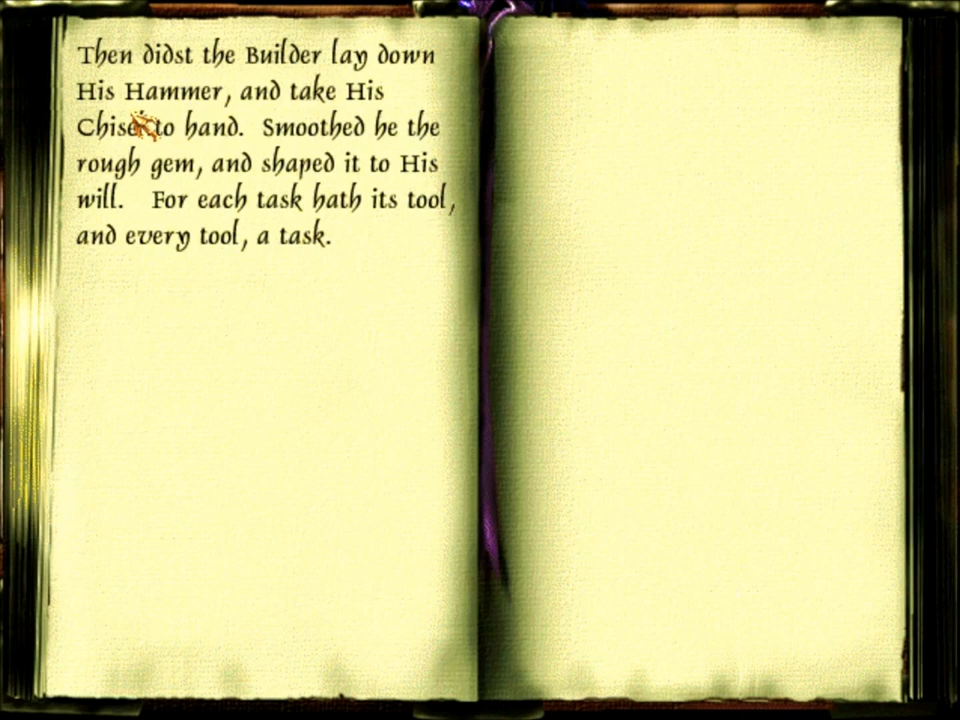 Then didst the Builder lay down
His Hammer, and take His
Chisel to hand.  Smoothed he the
rough gem, and shaped it to His
will.   For each task hath its tool,
and every tool, a task.